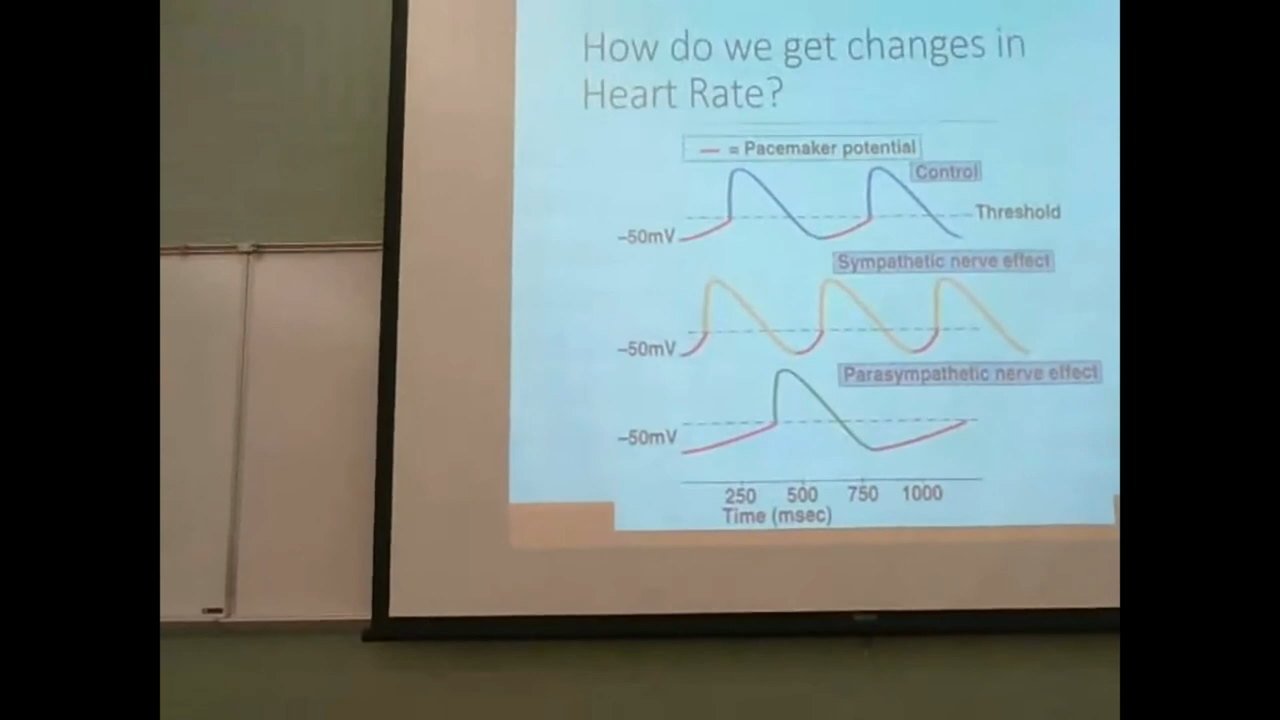 How do we get changes in
Heart Rate?
= Pacemaker potential
Control
Threshold
–50mV
Sympathetic nerve effect
–50mV
Parasympathetic nerve effect
–50mV
250 500 750 1000
Time (msec)